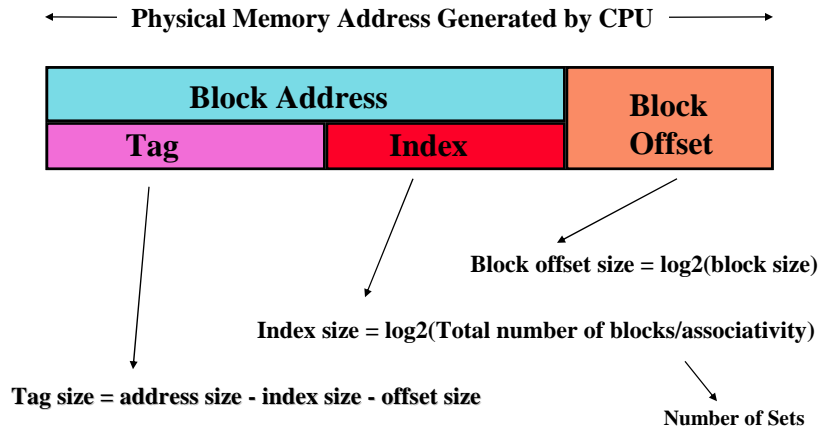 Physical Memory Address Generated by CPU
Block Address
Block
Offset
Tag
Index
Block offset size = log2(block size)
Index size = log2(Total number of blocks/associativity)
Tag size = address size - index size - offset size
Number of Sets